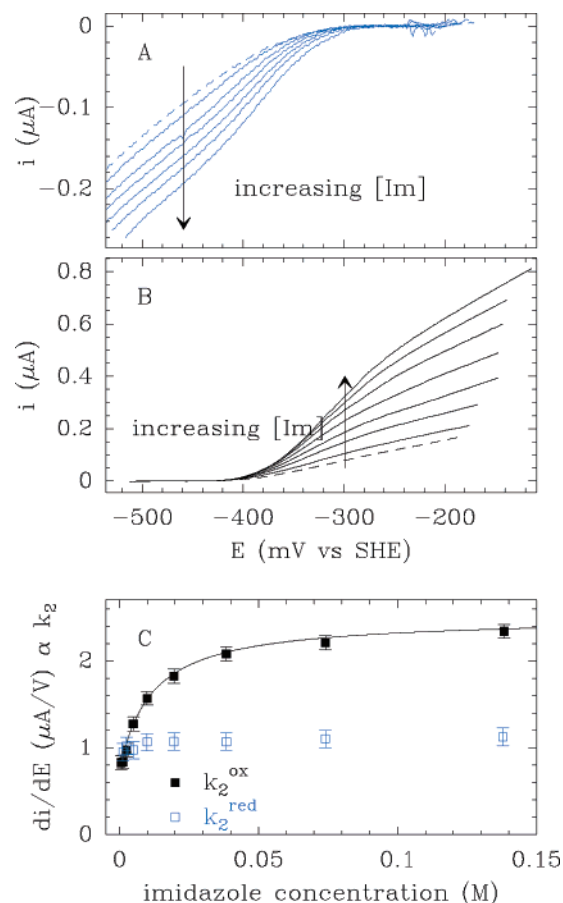 0
A
−0.1
i (μA)
−0.2
increasing [Im]
0.8
B
0.6
i (μA)
0.4
increasing [Im]
0.2
0
−500 −400 −300 −200
E (mV vs SHE)
C
2
di/dE (μA/V) α k₂
1
k₂ᵒˣ
k₂ʳᵉᵈ
0
0 0.05 0.1 0.15
imidazole concentration (M)